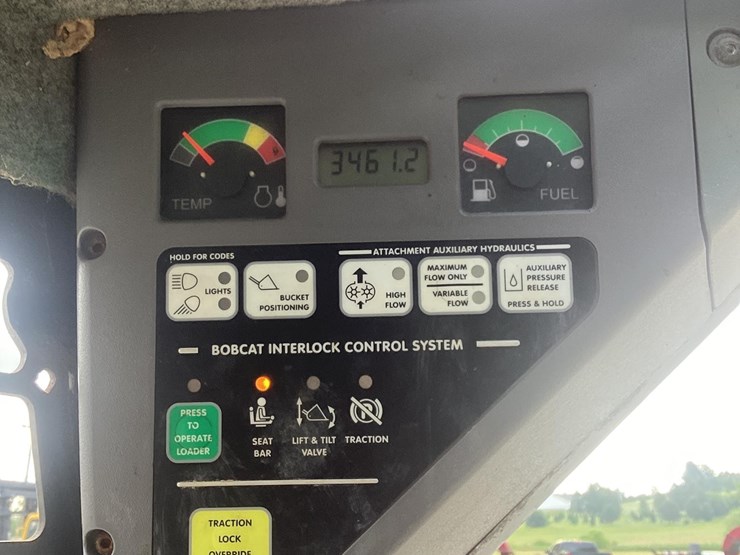 3461.2
TEMP
FUEL
HOLD FOR CODES
ATTACHMENT AUXILIARY HYDRAULICS
LIGHTS
BUCKET
POSITIONING
HIGH
FLOW
MAXIMUM
FLOW ONLY
VARIABLE
FLOW
AUXILIARY
PRESSURE
RELEASE
PRESS & HOLD
BOBCAT INTERLOCK CONTROL SYSTEM
PRESS
TO
OPERATE
LOADER
SEAT
BAR
LIFT & TILT
VALVE
TRACTION
TRACTION
LOCK
OVERRIDE